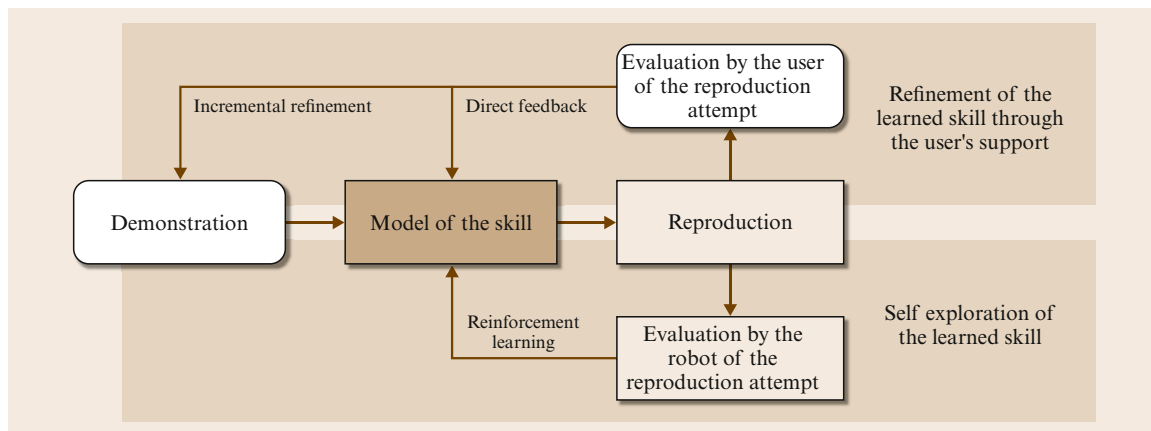 Evaluation by the user
of the reproduction
attempt
Incremental refinement
Direct feedback
Refinement of the
learned skill through
the user's support
Demonstration
Model of the skill
Reproduction
Reinforcement
learning
Evaluation by the
robot of the
reproduction attempt
Self exploration of
the learned skill